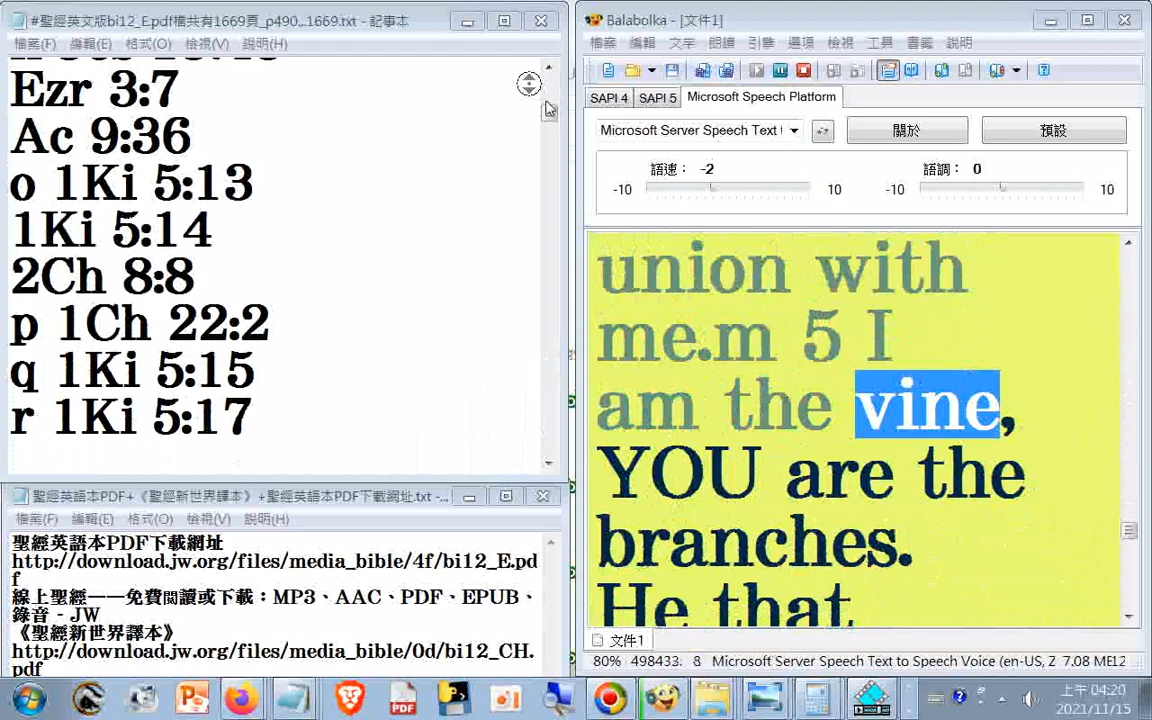 #聖經英文版bi12_E.pdf橫共有1669頁_p490...1669.txt - 記事本
檔案(F) 編輯(E) 格式(O) 檢視(V) 說明(H)
Ezr 3:7
Ac 9:36
o 1Ki 5:13
1Ki 5:14
2Ch 8:8
p 1Ch 22:2
q 1Ki 5:15
r 1Ki 5:17
聖經英語本PDF+《聖經新世界譯本》+聖經英語本PDF下載網址.txt -...
檔案(F) 編輯(E) 格式(O) 檢視(V) 說明(H)
聖經英語本PDF下載網址
http://download.jw.org/files/media_bible/4f/bi12_E.pd
f
線上聖經——免費閱讀或下載：MP3、AAC、PDF、EPUB、
錄音 - JW
《聖經新世界譯本》
http://download.jw.org/files/media_bible/0d/bi12_CH.
pdf
Balabolka - [文件1]
檔案 編輯 文字 朗讀 引擎 選項 檢視 工具 書籤 說明
SAPI 4 SAPI 5 Microsoft Speech Platform
Microsoft Server Speech Text 關於 預設
語速： -2 語調： 0
-10 10 -10 10
union with
me.m 5 I
am the vine,
YOU are the
branches.
He that
文件1
80% 498433. 8 Microsoft Server Speech Text to Speech Voice (en-US, Z 7.08 ME12
上午 04:20
2021/11/15